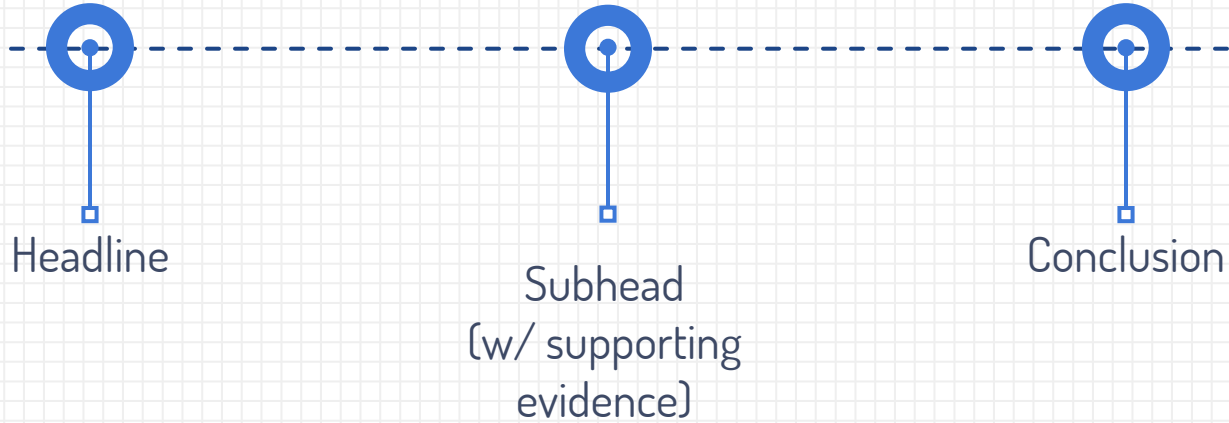 Headline
Subhead
(w/ supporting
evidence)
Conclusion